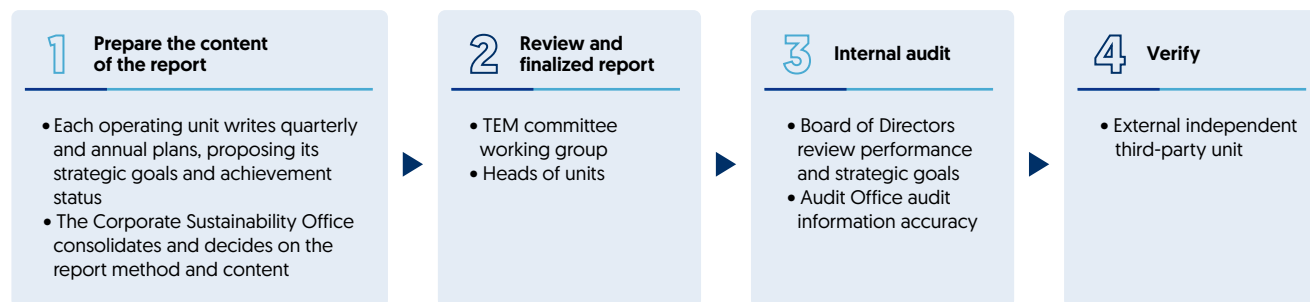 1
Prepare the content
of the report
• Each operating unit writes quarterly
and annual plans, proposing its
strategic goals and achievement
status
• The Corporate Sustainability Office
consolidates and decides on the
report method and content
2
Review and
finalized report
• TEM committee
working group
• Heads of units
3
Internal audit
• Board of Directors
review performance
and strategic goals
• Audit Office audit
information accuracy
4
Verify
• External independent
third-party unit